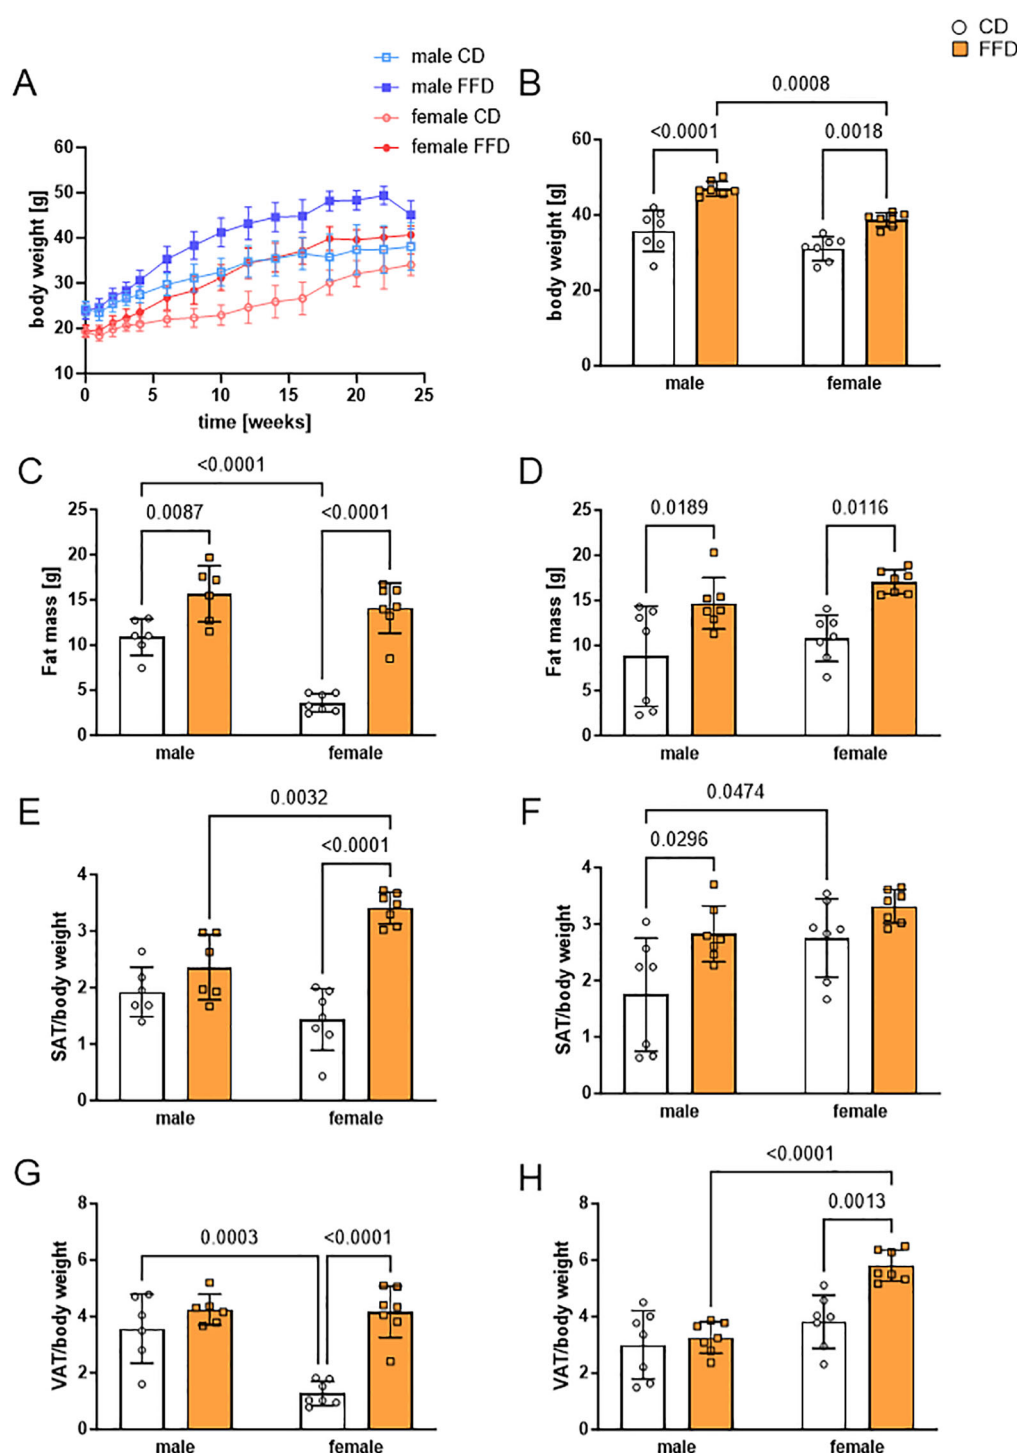 CD
FFD
A
male CD
male FFD
female CD
female FFD
60
50
40
30
20
10
body weight [g]
0 5 10 15 20 25
time [weeks]
B
0.0008
<0.0001 0.0018
60
40
20
0
body weight [g]
male female
C
<0.0001
0.0087 <0.0001
25
20
15
10
5
0
Fat mass [g]
male female
D
0.0189 0.0116
25
20
15
10
5
0
Fat mass [g]
male female
E
0.0032
<0.0001
4
3
2
1
0
SAT/body weight
male female
F
0.0474
0.0296
4
3
2
1
0
SAT/body weight
male female
G
0.0003 <0.0001
8
6
4
2
0
VAT/body weight
male female
H
<0.0001
0.0013
8
6
4
2
0
VAT/body weight
male female